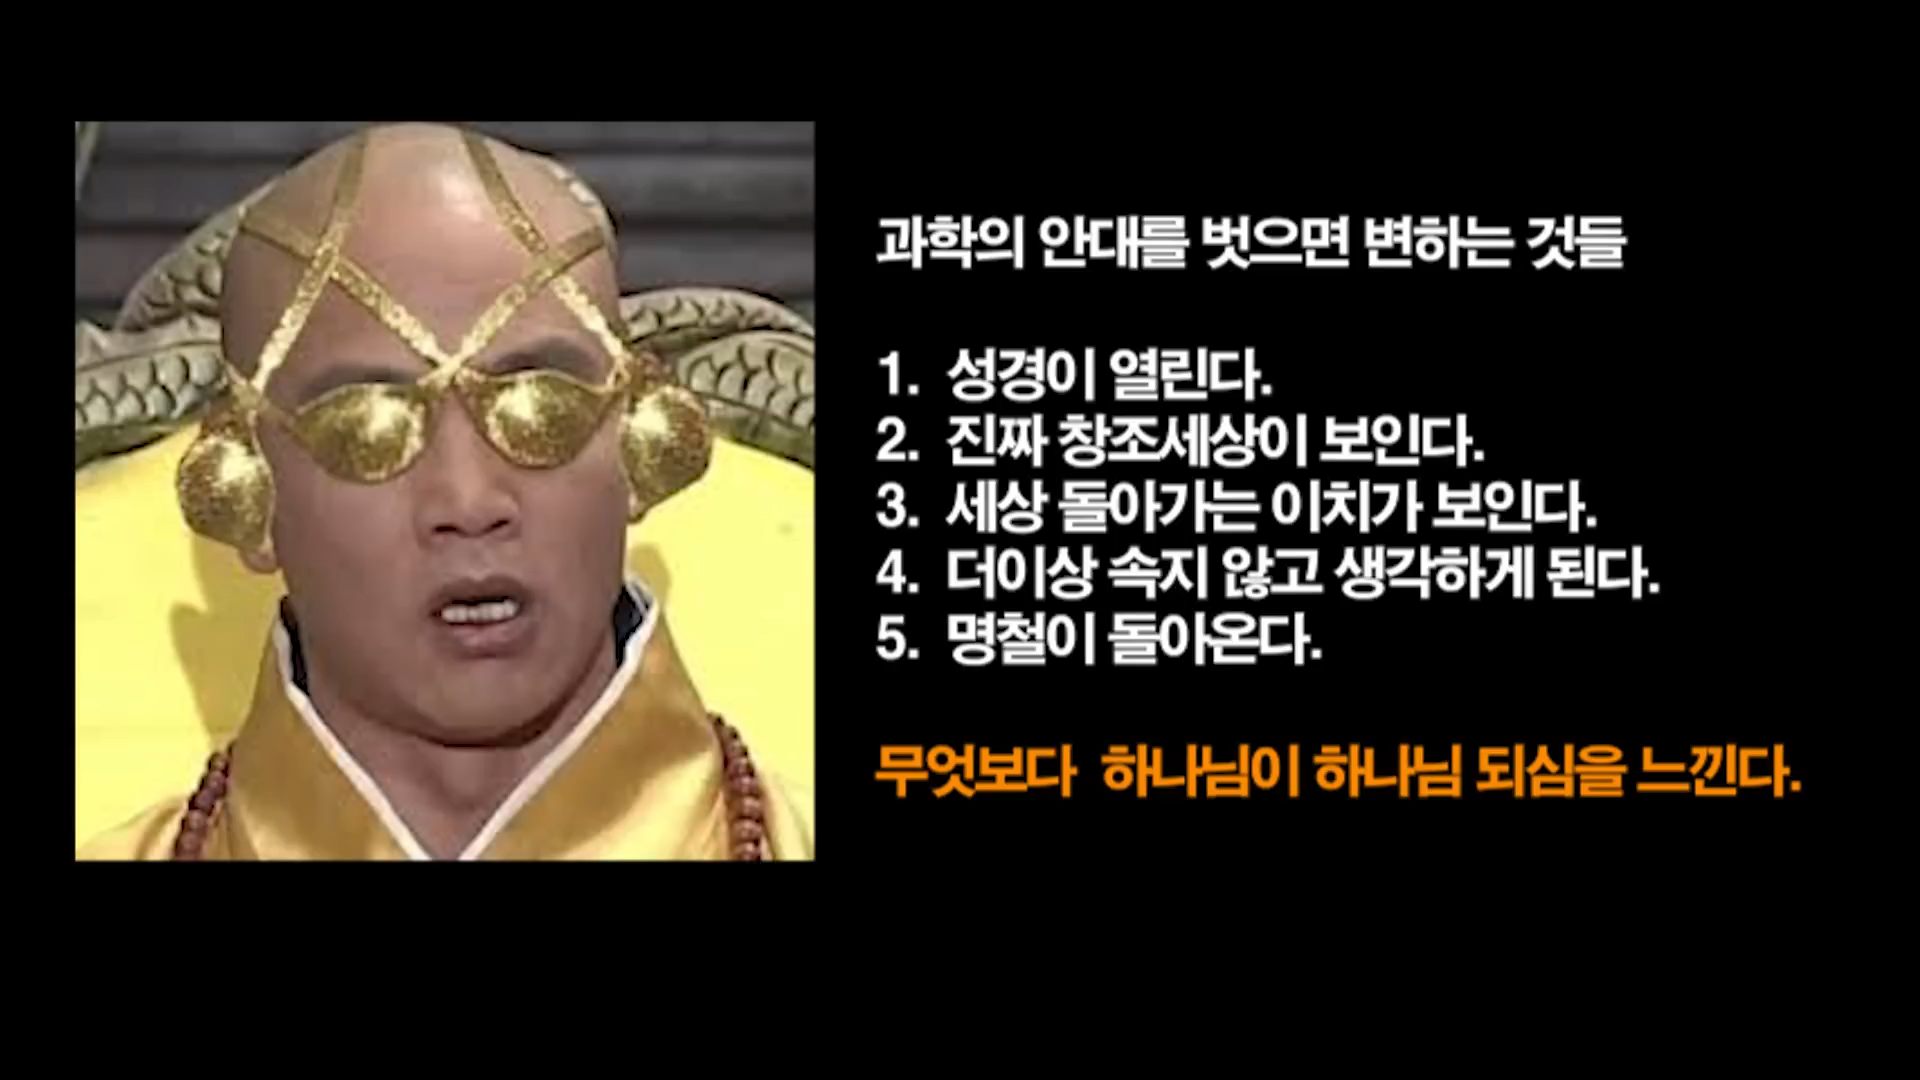 과학의 안대를 벗으면 변하는 것들
1. 성경이 열린다.
2. 진짜 창조세상이 보인다.
3. 세상 돌아가는 이치가 보인다.
4. 더이상 속지 않고 생각하게 된다.
5. 명철이 돌아온다.
무엇보다 하나님이 하나님 되심을 느낀다.